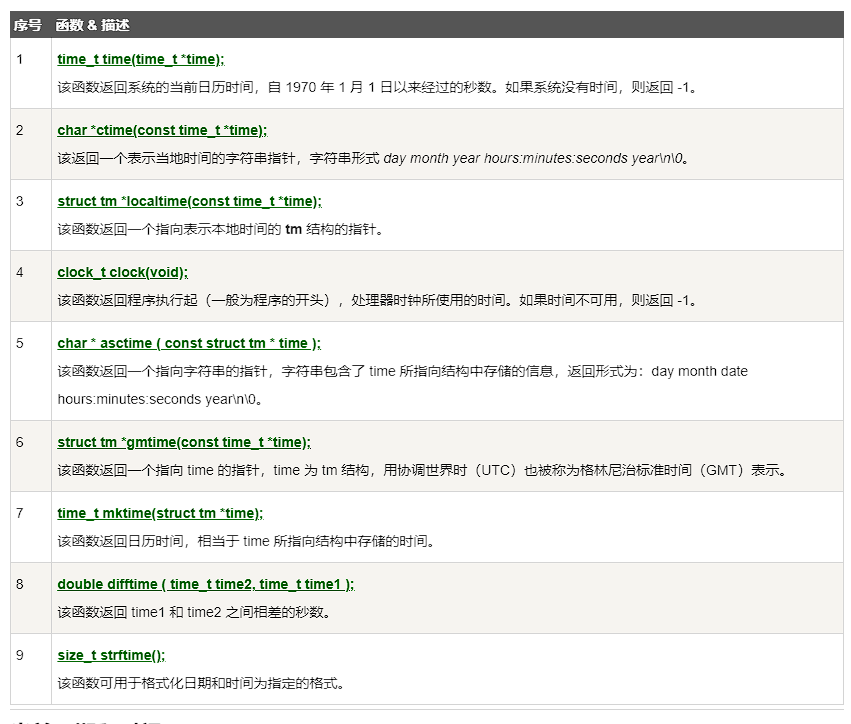 序号 函数 & 描述
1 time_t time(time_t *time);
该函数返回系统的当前日历时间，自 1970 年 1 月 1 日以来经过的秒数。如果系统没有时间，则返回 -1。
2 char *ctime(const time_t *time);
该返回一个表示当地时间的字符串指针，字符串形式 day month year hours:minutes:seconds year\n\0。
3 struct tm *localtime(const time_t *time);
该函数返回一个指向表示本地时间的 tm 结构的指针。
4 clock_t clock(void);
该函数返回程序执行起（一般为程序的开头），处理器时钟所使用的时间。如果时间不可用，则返回 -1。
5 char * asctime ( const struct tm * time );
该函数返回一个指向字符串的指针，字符串包含了 time 所指向结构中存储的信息，返回形式为：day month date
hours:minutes:seconds year\n\0。
6 struct tm *gmtime(const time_t *time);
该函数返回一个指向 time 的指针，time 为 tm 结构，用协调世界时（UTC）也被称为格林尼治标准时间（GMT）表示。
7 time_t mktime(struct tm *time);
该函数返回日历时间，相当于 time 所指向结构中存储的时间。
8 double difftime ( time_t time2, time_t time1 );
该函数返回 time1 和 time2 之间相差的秒数。
9 size_t strftime();
该函数可用于格式化日期和时间为指定的格式。